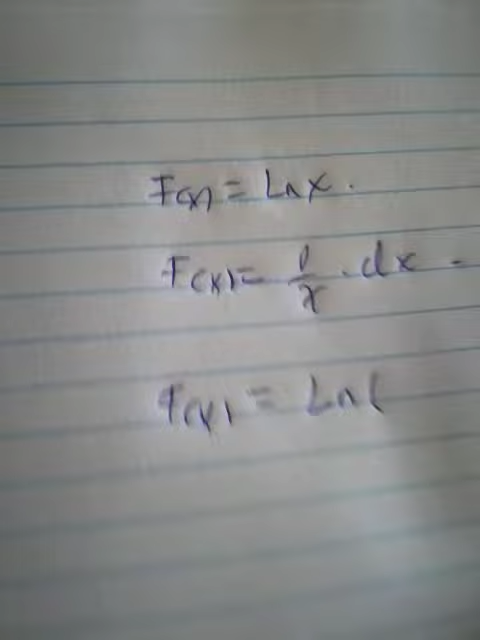 F(x) = Lnx.
F(x) = 1/x . dx -
F(x) = Ln(